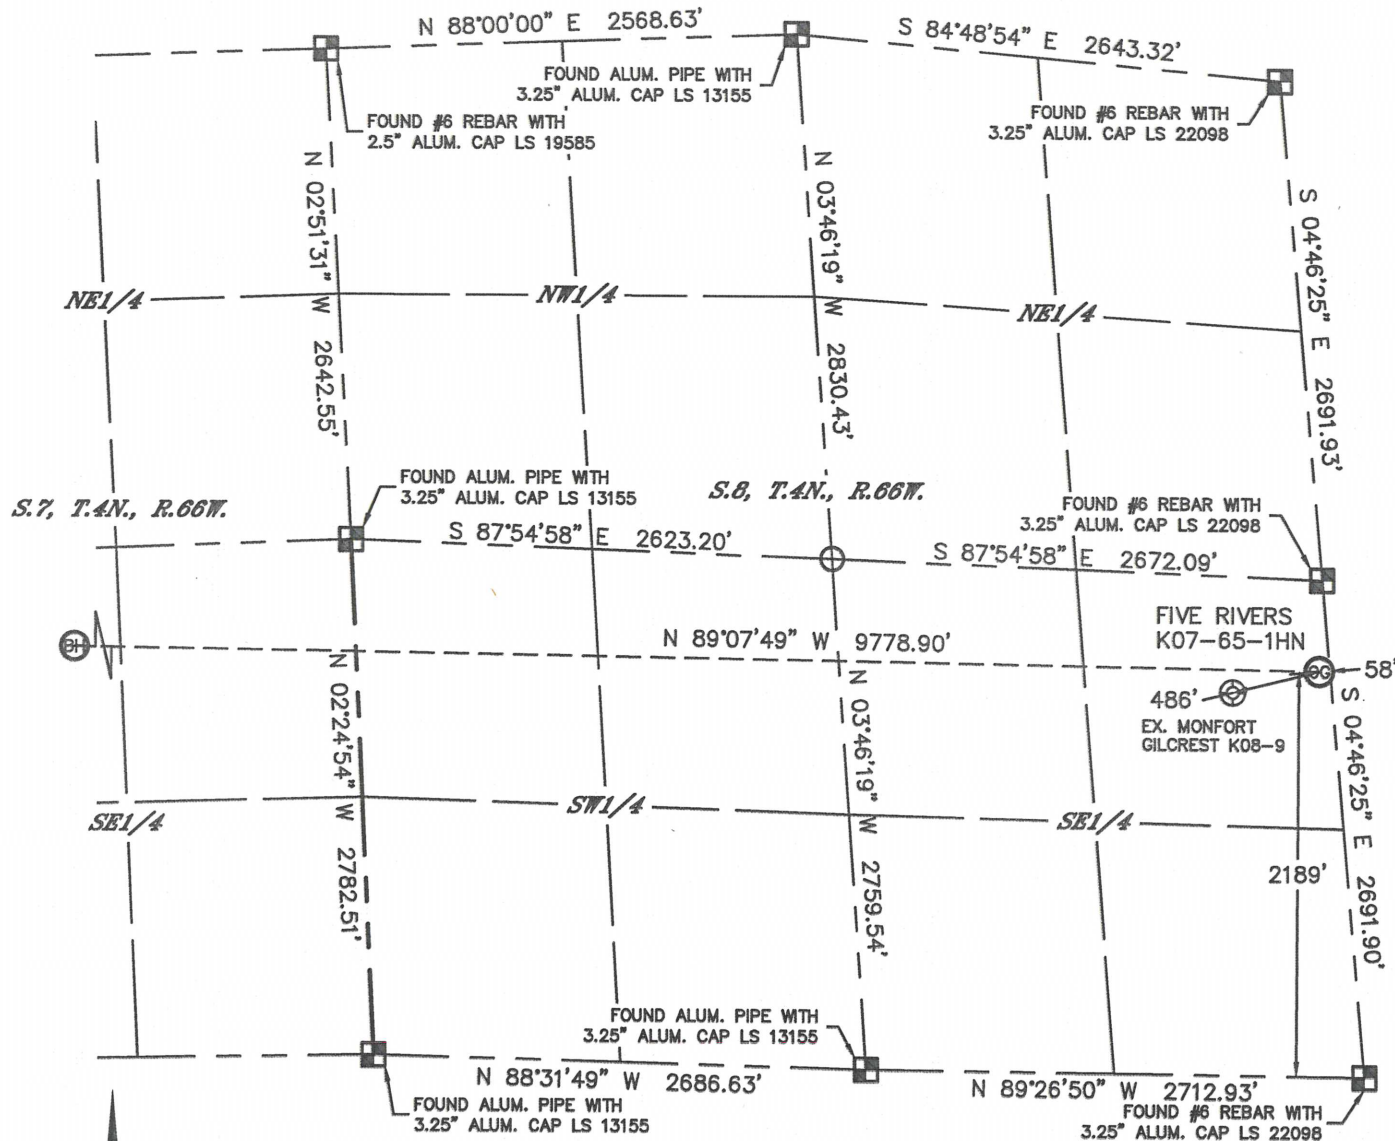 N 88°00'00" E 2568.63'
S 84°48'54" E 2643.32'
FOUND ALUM. PIPE WITH
3.25" ALUM. CAP LS 13155
FOUND #6 REBAR WITH
2.5" ALUM. CAP LS 19585
FOUND #6 REBAR WITH
3.25" ALUM. CAP LS 22098
N 02°51'31" W 2642.55'
N 03°46'19" W 2830.43'
S 04°46'25" E 2691.93'
NE1/4
NW1/4
NE1/4
FOUND ALUM. PIPE WITH
3.25" ALUM. CAP LS 13155
S.7, T.4N., R.66W.
S.8, T.4N., R.66W.
FOUND #6 REBAR WITH
3.25" ALUM. CAP LS 22098
S 87°54'58" E 2623.20'
S 87°54'58" E 2672.09'
FIVE RIVERS
K07-65-1HN
BH
N 89°07'49" W 9778.90'
OG
58'
486'
EX. MONFORT
GILCREST K08-9
N 02°24'54" W 2782.51'
N 03°46'19" W 2759.54'
S 04°46'25" E 2691.90'
SE1/4
SW1/4
SE1/4
2189'
FOUND ALUM. PIPE WITH
3.25" ALUM. CAP LS 13155
N 88°31'49" W 2686.63'
N 89°26'50" W 2712.93'
FOUND ALUM. PIPE WITH
3.25" ALUM. CAP LS 13155
FOUND #6 REBAR WITH
3.25" ALUM. CAP LS 22098